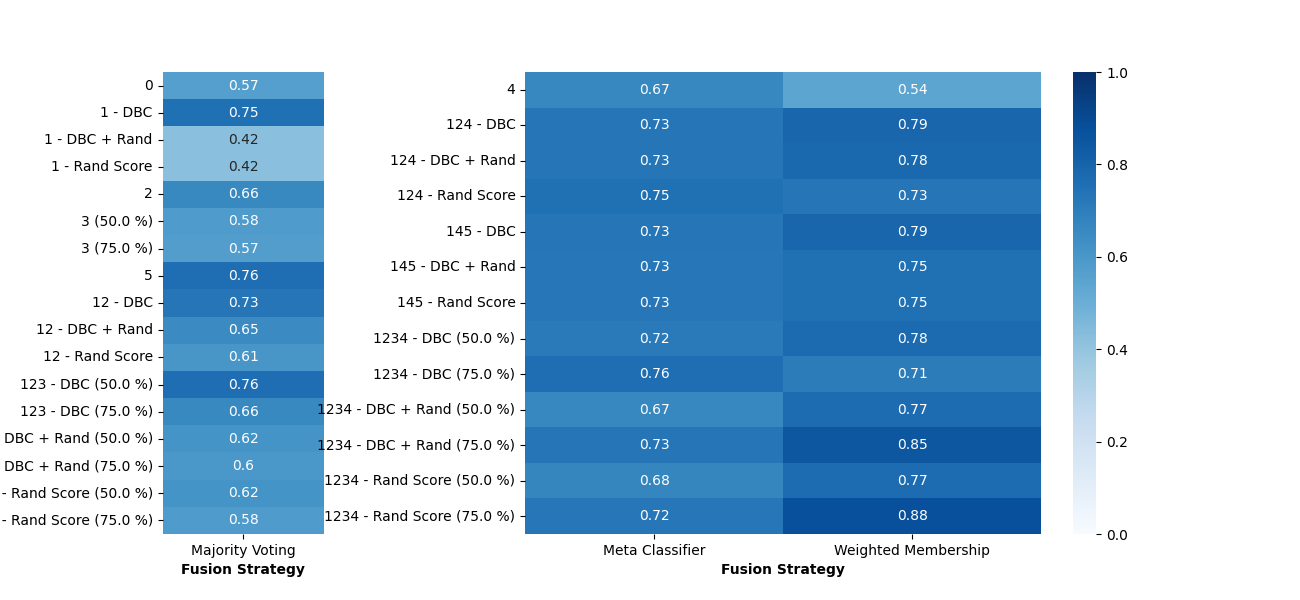 0 0.57
1 - DBC 0.75
1 - DBC + Rand 0.42
1 - Rand Score 0.42
2 0.66
3 (50.0 %) 0.58
3 (75.0 %) 0.57
5 0.76
12 - DBC 0.73
12 - DBC + Rand 0.65
12 - Rand Score 0.61
123 - DBC (50.0 %) 0.76
123 - DBC (75.0 %) 0.66
DBC + Rand (50.0 %) 0.62
DBC + Rand (75.0 %) 0.6
- Rand Score (50.0 %) 0.62
- Rand Score (75.0 %) 0.58
Majority Voting
Fusion Strategy
4 0.67 0.54
124 - DBC 0.73 0.79
124 - DBC + Rand 0.73 0.78
124 - Rand Score 0.75 0.73
145 - DBC 0.73 0.79
145 - DBC + Rand 0.73 0.75
145 - Rand Score 0.73 0.75
1234 - DBC (50.0 %) 0.72 0.78
1234 - DBC (75.0 %) 0.76 0.71
1234 - DBC + Rand (50.0 %) 0.67 0.77
1234 - DBC + Rand (75.0 %) 0.73 0.85
1234 - Rand Score (50.0 %) 0.68 0.77
1234 - Rand Score (75.0 %) 0.72 0.88
Meta Classifier Weighted Membership
Fusion Strategy
1.0
0.8
0.6
0.4
0.2
0.0